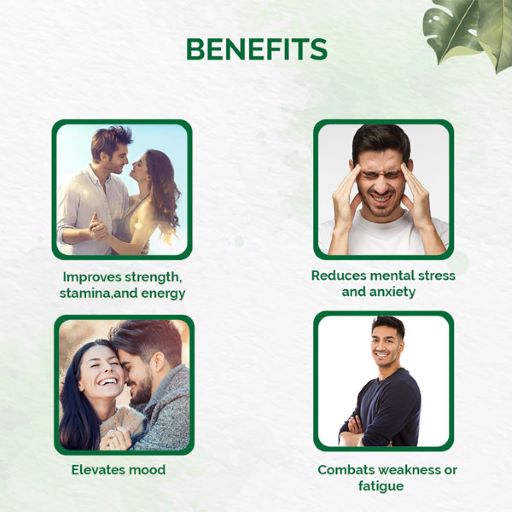 BENEFITS
Improves strength,
stamina,and energy
Reduces mental stress
and anxiety
Elevates mood
Combats weakness or
fatigue